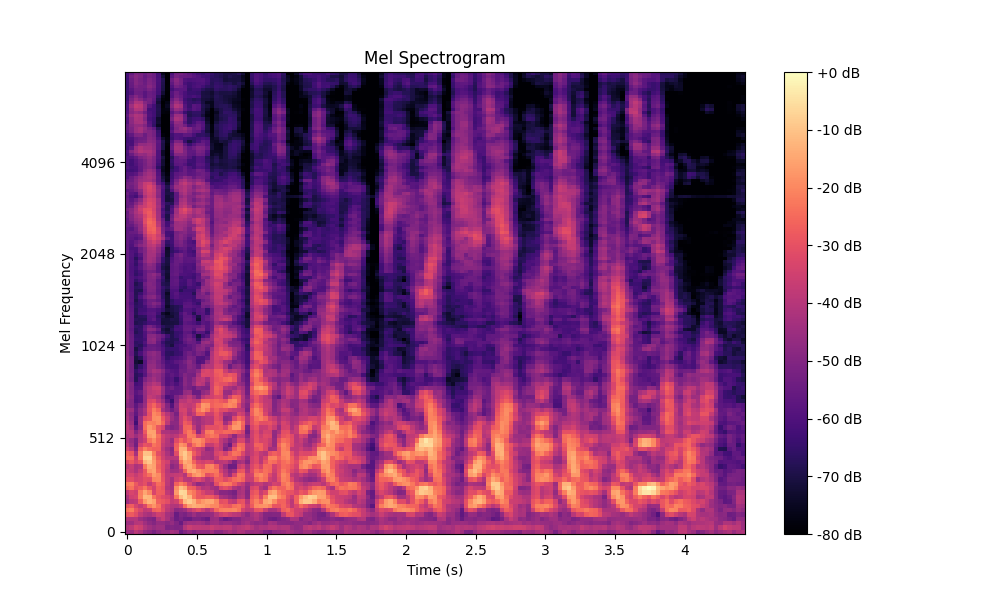 Mel Spectrogram
Mel Frequency
4096
2048
1024
512
0
0 0.5 1 1.5 2 2.5 3 3.5 4
Time (s)
+0 dB
-10 dB
-20 dB
-30 dB
-40 dB
-50 dB
-60 dB
-70 dB
-80 dB